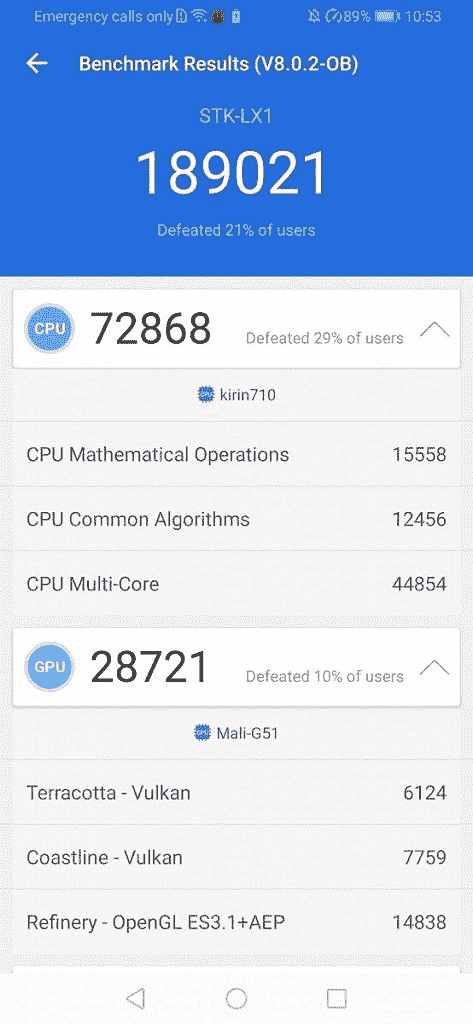 Emergency calls only 89% 10:53
Benchmark Results (V8.0.2-OB)
STK-LX1
189021
Defeated 21% of users
CPU 72868 Defeated 29% of users
CPU kirin710
CPU Mathematical Operations 15558
CPU Common Algorithms 12456
CPU Multi-Core 44854
GPU 28721 Defeated 10% of users
GPU Mali-G51
Terracotta - Vulkan 6124
Coastline - Vulkan 7759
Refinery - OpenGL ES3.1+AEP 14838